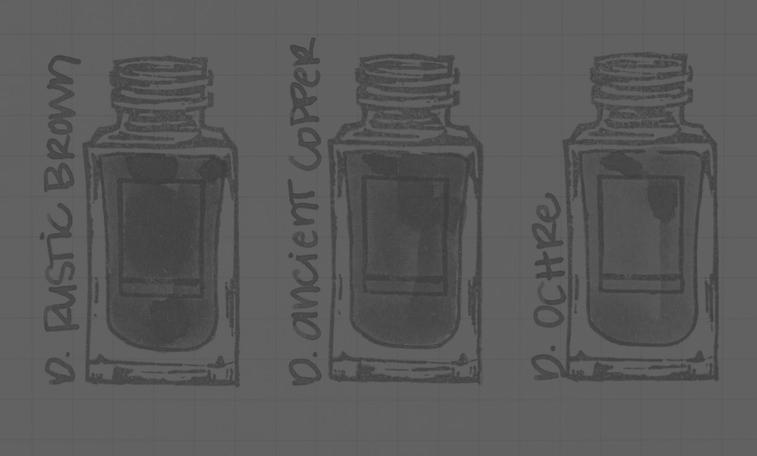 D. RUSTIC BROWN
D. ANCIENT COPPER
D. OCHRE